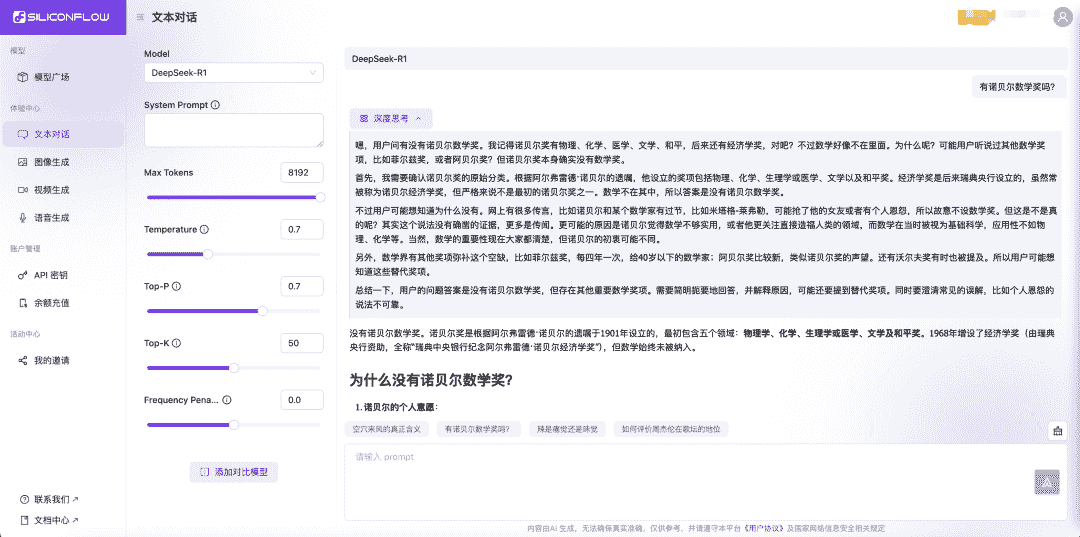 SILICONFLOW
文本对话
模型
模型广场
体验中心
文本对话
图像生成
视频生成
语音生成
账户管理
API 密钥
余额充值
活动中心
我的邀请
联系我们
文档中心
Model
DeepSeek-R1
System Prompt
Max Tokens
8192
Temperature
0.7
Top-P
0.7
Top-K
50
Frequency Pena...
0.0
添加对比模型
DeepSeek-R1
有诺贝尔数学奖吗?
深度思考
嗯，用户问有没有诺贝尔数学奖。我记得诺贝尔奖有物理、化学、医学、文学、和平，后来还有经济学奖，对吧？不过数学好像不在里面。为什么呢？可能用户听说过其他数学奖
项，比如菲尔兹奖，或者阿贝尔奖？但诺贝尔奖本身确实没有数学奖。
首先，我需要确认诺贝尔奖的原始分类。根据阿尔弗雷德·诺贝尔的遗嘱，他设立的奖项包括物理、化学、生理学或医学、文学以及和平奖。经济学奖是后来瑞典央行设立的，虽然常
被称为诺贝尔经济学奖，但严格来说不是最初的诺贝尔奖之一。数学不在其中，所以答案是没有诺贝尔数学奖。
不过用户可能想知道为什么没有。网上有很多传言，比如诺贝尔和某个数学家有过节，比如米塔格-莱弗勒，可能抢了他的女友或者有个人恩怨，所以故意不设数学奖。但这是不是真
的呢？其实这个说法没有确凿的证据，更多是传闻。更可能的原因是诺贝尔觉得数学不够实用，或者他更关注直接造福人类的领域，而数学在当时被视为基础科学，应用性不如物
理、化学等。当然，数学的重要性现在大家都清楚，但诺贝尔的初衷可能不同。
另外，数学界有其他奖项弥补这个空缺，比如菲尔兹奖，每四年一次，给40岁以下的数学家；阿贝尔奖比较新，类似诺贝尔奖的声望。还有沃尔夫奖有时也被提及。所以用户可能想
知道这些替代奖项。
总结一下，用户的问题答案是没有诺贝尔数学奖，但存在其他重要数学奖项。需要简明扼要地回答，并解释原因，可能还要提到替代奖项。同时要澄清常见的误解，比如个人恩怨的
说法不可靠。
没有诺贝尔数学奖。诺贝尔奖是根据阿尔弗雷德·诺贝尔的遗嘱于1901年设立的，最初包含五个领域：物理学、化学、生理学或医学、文学及和平奖。1968年增设了经济学奖（由瑞典
央行资助，全称“瑞典中央银行纪念阿尔弗雷德·诺贝尔经济学奖”），但数学始终未被纳入。
为什么没有诺贝尔数学奖?
1. 诺贝尔的个人意愿:
空穴来风的真正含义
有诺贝尔数学奖吗?
辣是痛觉还是味觉
如何评价周杰伦在歌坛的地位
请输入 prompt
内容由AI 生成，无法确保真实准确，仅供参考，并请遵守本平台《用户协议》及国家网络信息安全相关规定